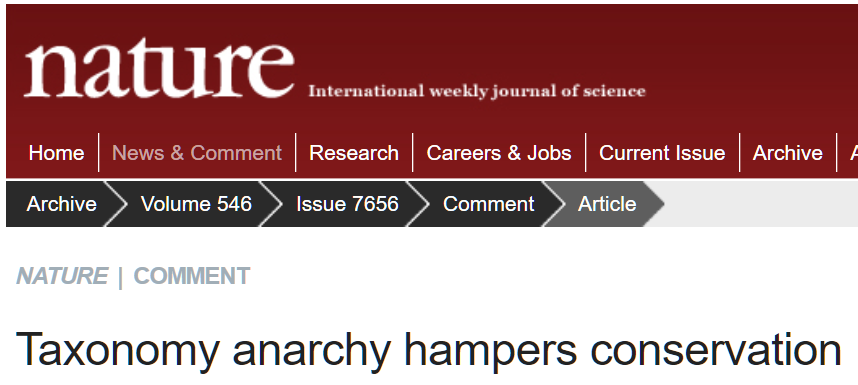 nature International weekly journal of science
Home News & Comment Research Careers & Jobs Current Issue Archive A
Archive Volume 546 Issue 7656 Comment Article
NATURE | COMMENT
Taxonomy anarchy hampers conservation